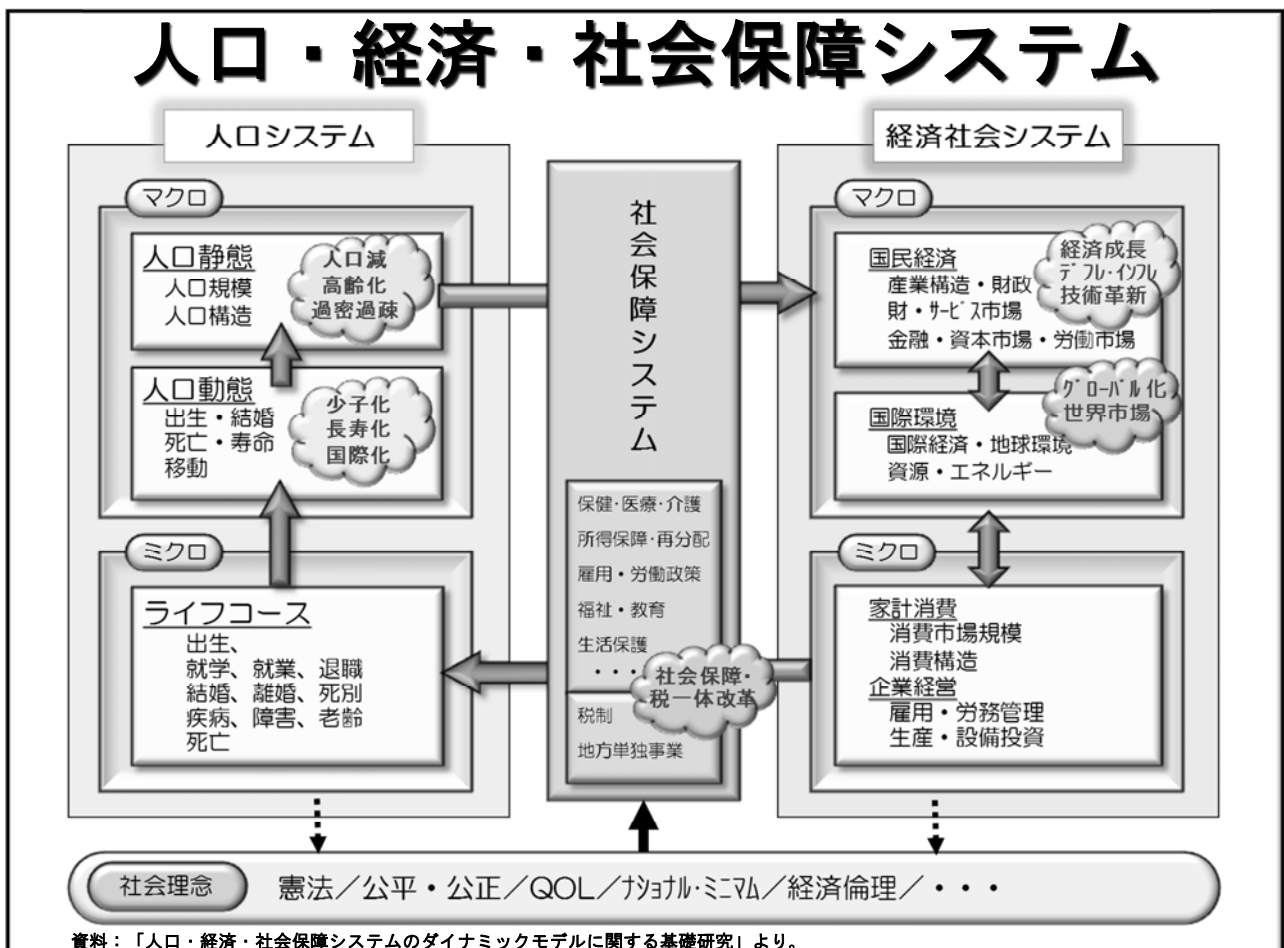 人口・経済・社会保障システム
人口システム
マクロ
人口静態
人口規模
人口構造
人口減
高齢化
過密過疎
人口動態
出生・結婚
死亡・寿命
移動
少子化
長寿化
国際化
ミクロ
ライフコース
出生、
就学、就業、退職
結婚、離婚、死別
疾病、障害、老齢
死亡
社会保障システム
保健・医療・介護
所得保障・再分配
雇用・労働政策
福祉・教育
生活保護
・・・
社会保障・
税一体改革
税制
地方単独事業
経済社会システム
マクロ
国民経済
産業構造・財政
財・ｻｰﾋﾞｽ市場
金融・資本市場・労働市場
経済成長
ﾃﾞﾌﾚ・ｲﾝﾌﾚ
技術革新
国際環境
国際経済・地球環境
資源・エネルギー
ｸﾞﾛｰﾊﾞﾙ化
世界市場
ミクロ
家計消費
消費市場規模
消費構造
企業経営
雇用・労務管理
生産・設備投資
社会理念
憲法／公平・公正／QOL／ﾅｼｮﾅﾙ・ﾐﾆﾏﾑ／経済倫理／・・・
資料：「人口・経済・社会保障システムのダイナミックモデルに関する基礎研究」より。